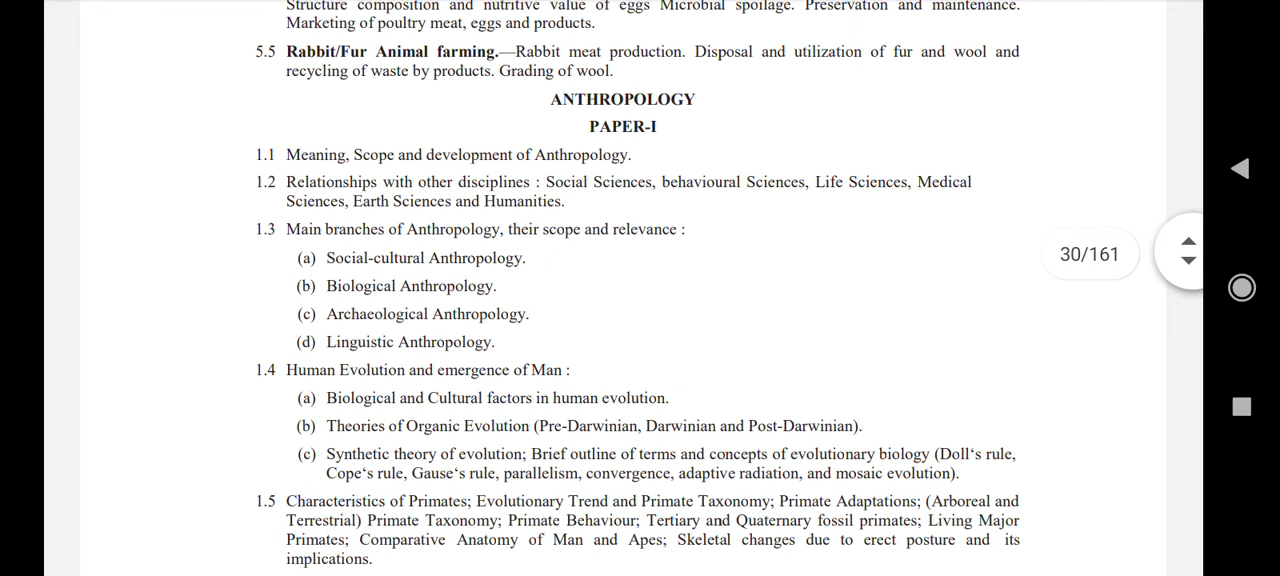 Structure composition and nutritive value of eggs Microbial spoilage. Preservation and maintenance.
Marketing of poultry meat, eggs and products.
5.5 Rabbit/Fur Animal farming.—Rabbit meat production. Disposal and utilization of fur and wool and
recycling of waste by products. Grading of wool.
ANTHROPOLOGY
PAPER-I
1.1 Meaning, Scope and development of Anthropology.
1.2 Relationships with other disciplines : Social Sciences, behavioural Sciences, Life Sciences, Medical
Sciences, Earth Sciences and Humanities.
1.3 Main branches of Anthropology, their scope and relevance :
(a) Social-cultural Anthropology.
(b) Biological Anthropology.
(c) Archaeological Anthropology.
(d) Linguistic Anthropology.
30/161
1.4 Human Evolution and emergence of Man :
(a) Biological and Cultural factors in human evolution.
(b) Theories of Organic Evolution (Pre-Darwinian, Darwinian and Post-Darwinian).
(c) Synthetic theory of evolution; Brief outline of terms and concepts of evolutionary biology (Doll's rule,
Cope‘s rule, Gause‘s rule, parallelism, convergence, adaptive radiation, and mosaic evolution).
1.5 Characteristics of Primates; Evolutionary Trend and Primate Taxonomy; Primate Adaptations; (Arboreal and
Terrestrial) Primate Taxonomy; Primate Behaviour; Tertiary and Quaternary fossil primates; Living Major
Primates; Comparative Anatomy of Man and Apes; Skeletal changes due to erect posture and its
implications.